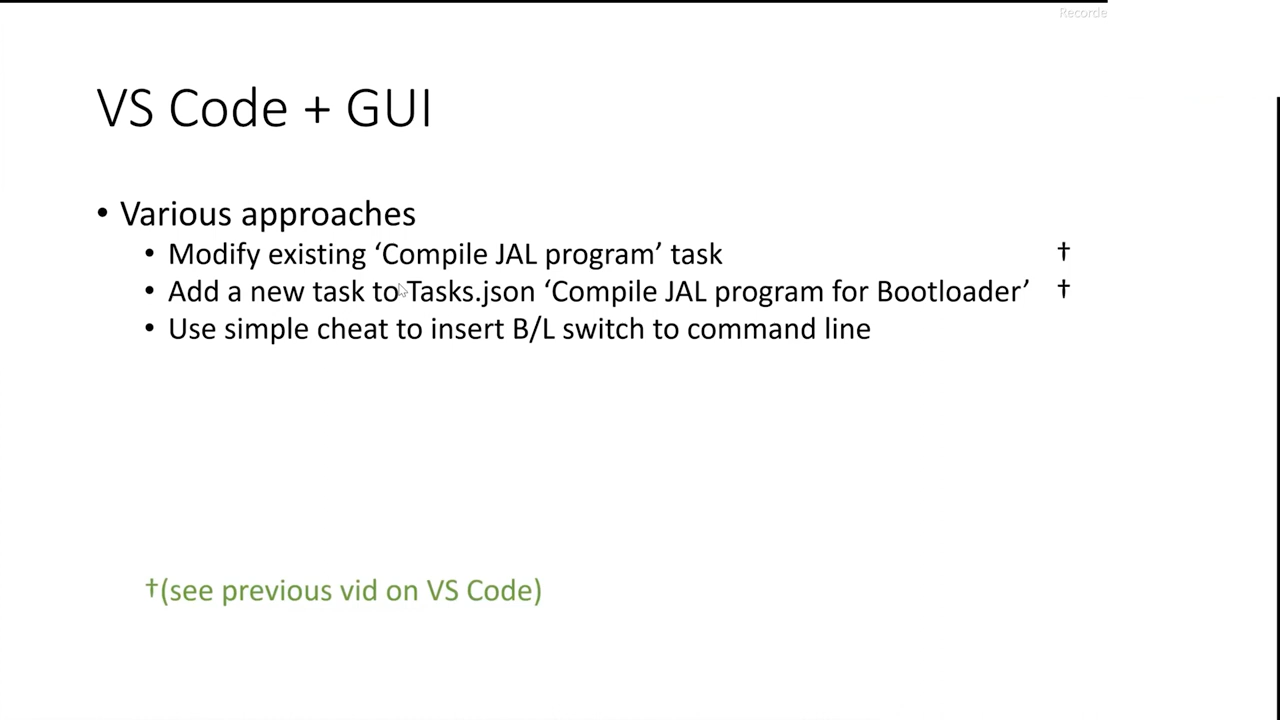 Recorde
VS Code + GUI
• Various approaches
• Modify existing ‘Compile JAL program’ task †
• Add a new task to Tasks.json ‘Compile JAL program for Bootloader’ †
• Use simple cheat to insert B/L switch to command line
†(see previous vid on VS Code)